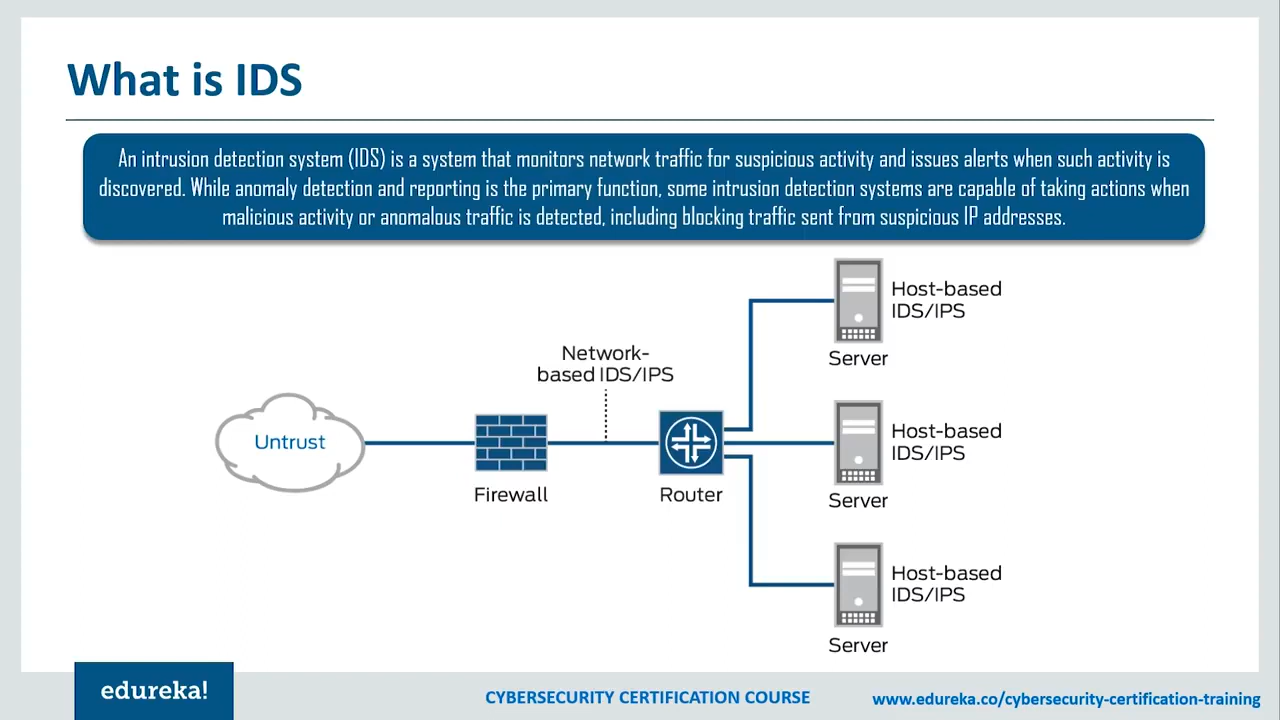 What is IDS
An intrusion detection system (IDS) is a system that monitors network traffic for suspicious activity and issues alerts when such activity is
discovered. While anomaly detection and reporting is the primary function, some intrusion detection systems are capable of taking actions when
malicious activity or anomalous traffic is detected, including blocking traffic sent from suspicious IP addresses.
Host-based
IDS/IPS
Server
Network-
based IDS/IPS
Untrust
Firewall
Router
Host-based
IDS/IPS
Server
Host-based
IDS/IPS
Server
edureka!
CYBERSECURITY CERTIFICATION COURSE
www.edureka.co/cybersecurity-certification-training